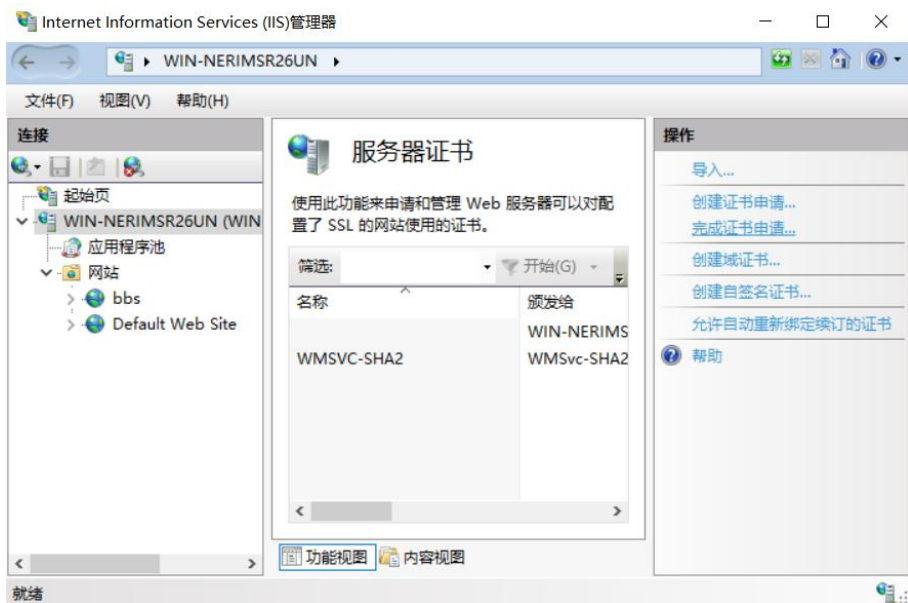 Internet Information Services (IIS)管理器
WIN-NERIMSR26UN
文件(F) 视图(V) 帮助(H)
连接
起始页
WIN-NERIMSR26UN (WIN
应用程序池
网站
bbs
Default Web Site
服务器证书
使用此功能来申请和管理 Web 服务器可以对配
置了 SSL 的网站使用的证书。
筛选: 开始(G)
名称 颁发给
WIN-NERIMS
WMSVC-SHA2 WMSvc-SHA2
功能视图 内容视图
操作
导入...
创建证书申请...
完成证书申请...
创建域证书...
创建自签名证书...
允许自动重新绑定续订的证书
帮助
就绪